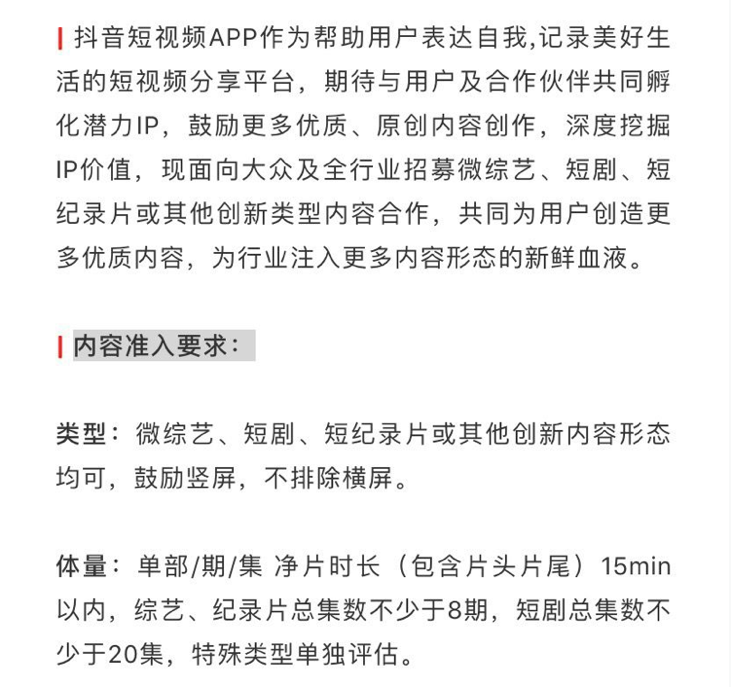 抖音短视频APP作为帮助用户表达自我,记录美好生
活的短视频分享平台，期待与用户及合作伙伴共同孵
化潜力IP，鼓励更多优质、原创内容创作，深度挖掘
IP价值，现面向大众及全行业招募微综艺、短剧、短
纪录片或其他创新类型内容合作，共同为用户创造更
多优质内容，为行业注入更多内容形态的新鲜血液。
内容准入要求：
类型：微综艺、短剧、短纪录片或其他创新内容形态
均可，鼓励竖屏，不排除横屏。
体量：单部/期/集 净片时长（包含片头片尾）15min
以内，综艺、纪录片总集数不少于8期，短剧总集数不
少于20集，特殊类型单独评估。